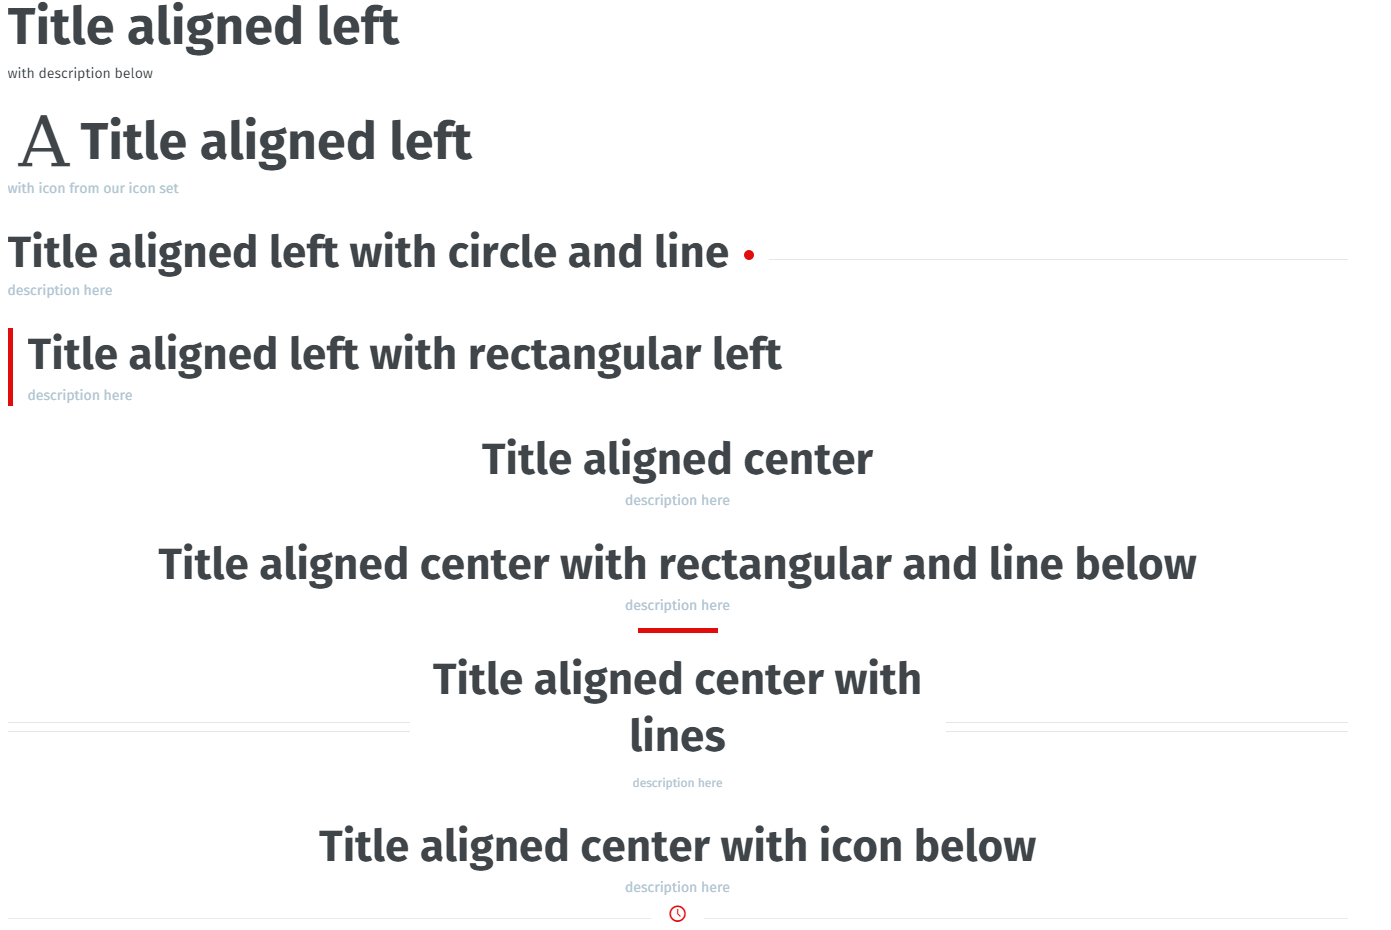 Title aligned left
with description below
A Title aligned left
with icon from our icon set
Title aligned left with circle and line
description here
Title aligned left with rectangular left
description here
Title aligned center
description here
Title aligned center with rectangular and line below
description here
Title aligned center with
lines
description here
Title aligned center with icon below
description here